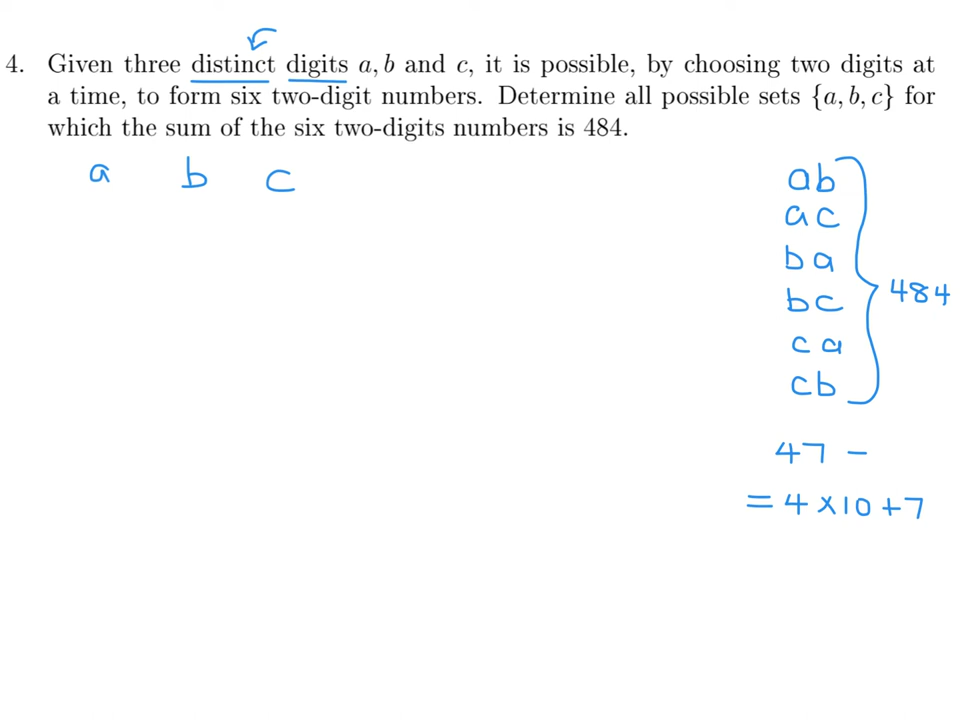 4. Given three distinct digits a, b and c, it is possible, by choosing two digits at
a time, to form six two-digit numbers. Determine all possible sets {a, b, c} for
which the sum of the six two-digits numbers is 484.
a b c
ab
ac
ba
bc
484
ca
cb
47 –
= 4 × 10 + 7